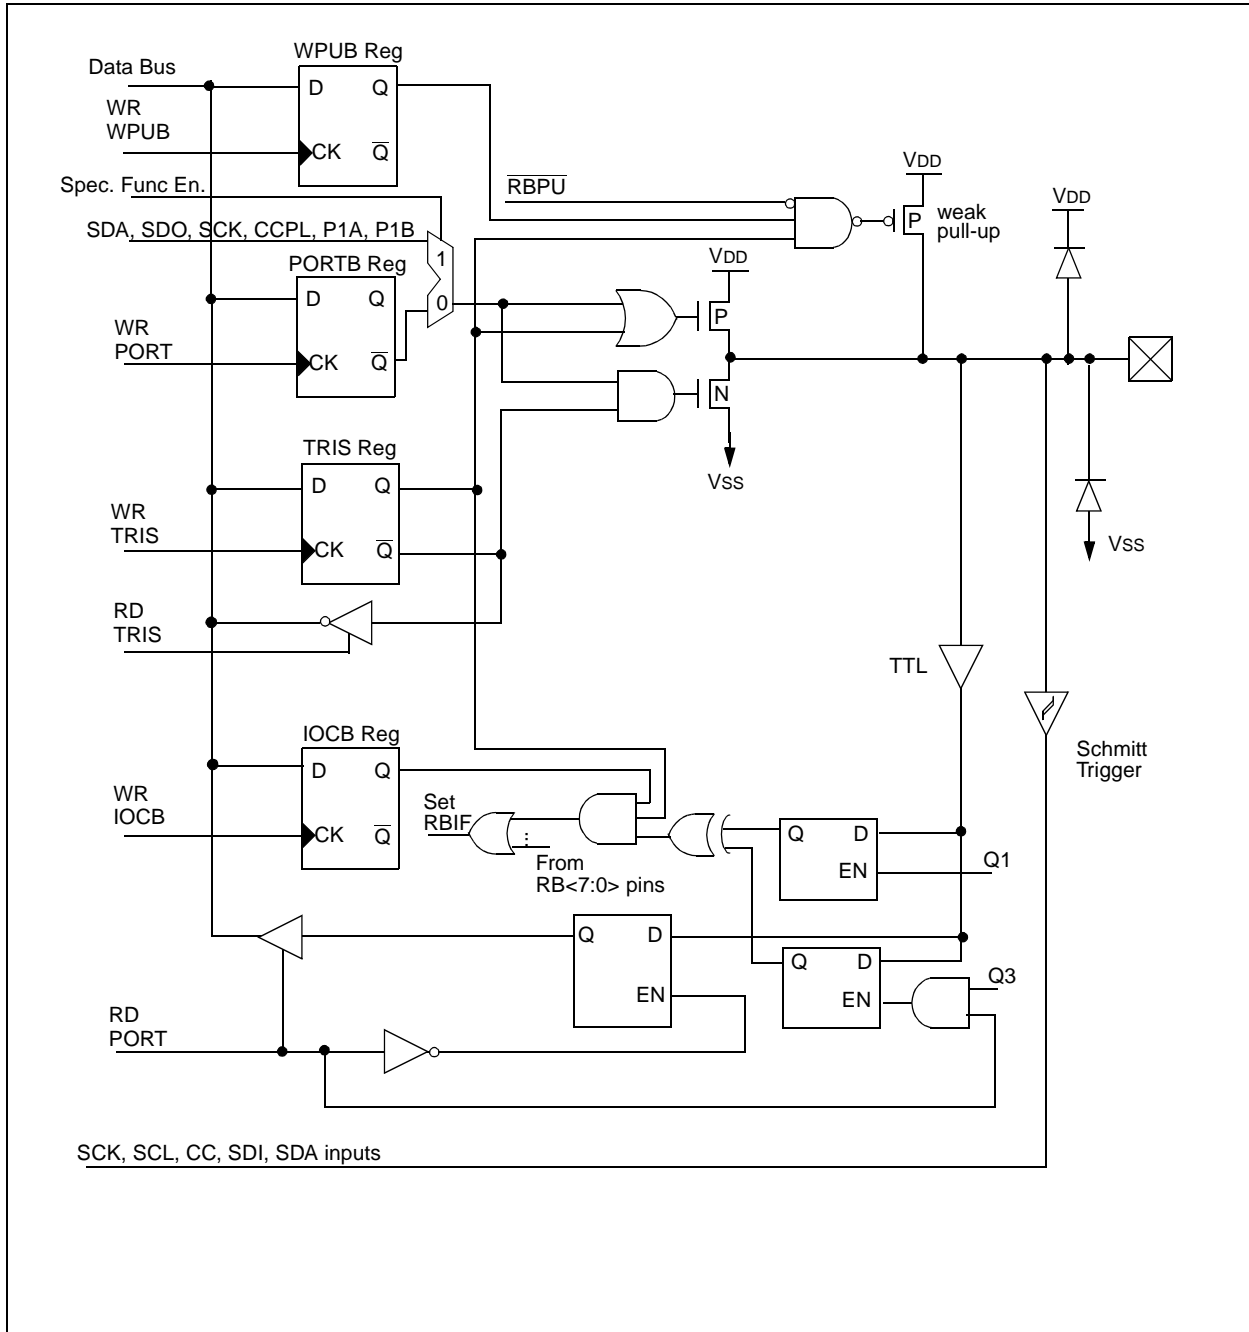 WPUB Reg
Data Bus
D Q
WR
WPUB
CK Q
Spec. Func En.
RBPU
VDD
VDD
P
weak
pull-up
SDA, SDO, SCK, CCPL, P1A, P1B
1
0
VDD
PORTB Reg
D Q
P
WR
PORT
CK Q
N
VSS
TRIS Reg
D Q
WR
TRIS
CK Q
VSS
RD
TRIS
TTL
IOCB Reg
D Q
Schmitt
Trigger
WR
IOCB
CK Q
Set
RBIF
From
RB<7:0> pins
Q D
EN
Q1
Q D
EN
Q D
EN
Q3
RD
PORT
SCK, SCL, CC, SDI, SDA inputs